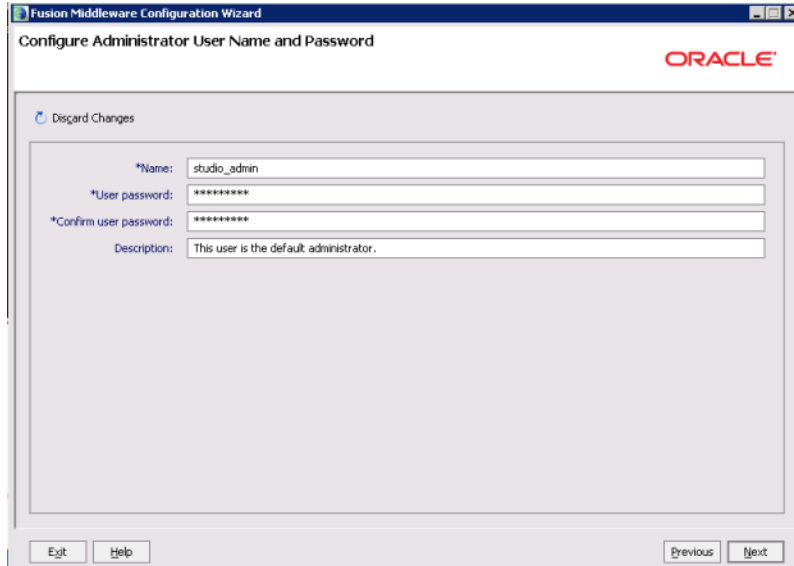 Fusion Middleware Configuration Wizard
Configure Administrator User Name and Password
ORACLE
Discard Changes
*Name: studio_admin
*User password: *********
*Confirm user password: *********
Description: This user is the default administrator.
Exit Help Previous Next